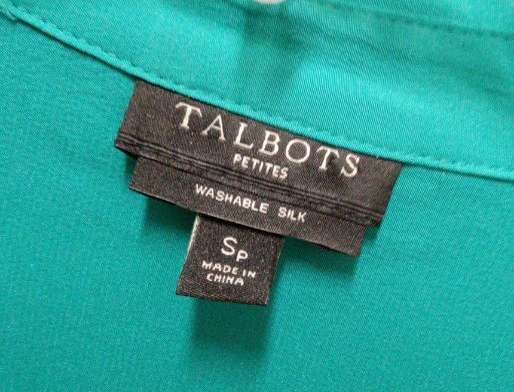 TALBOTS
PETITES
WASHABLE SILK
SP
MADE IN
CHINA